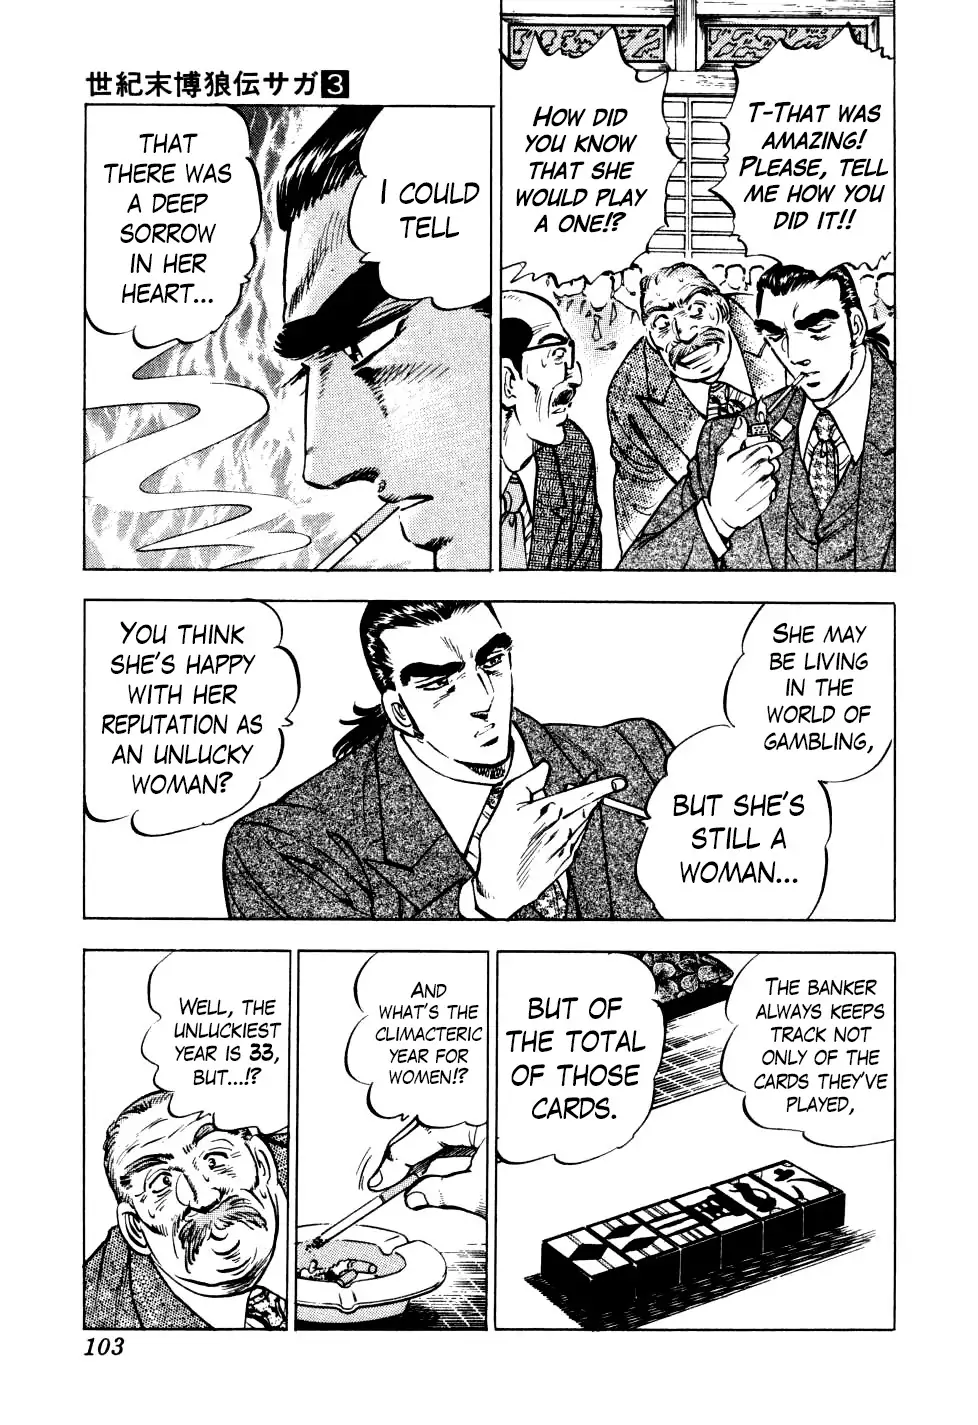 世紀末博狼伝サガ3
T-THAT WAS
AMAZING!
PLEASE, TELL
ME HOW YOU
DID IT!!
HOW DID
YOU KNOW
THAT SHE
WOULD PLAY
A ONE!?
I COULD
TELL
THAT
THERE WAS
A DEEP
SORROW
IN HER
HEART...
SHE MAY
BE LIVING
IN THE
WORLD OF
GAMBLING,
BUT SHE'S
STILL A
WOMAN...
YOU THINK
SHE'S HAPPY
WITH HER
REPUTATION AS
AN UNLUCKY
WOMAN?
THE BANKER
ALWAYS KEEPS
TRACK NOT
ONLY OF THE
CARDS THEY'VE
PLAYED,
BUT OF
THE TOTAL
OF THOSE
CARDS.
AND
WHAT'S THE
CLIMACTERIC
YEAR FOR
WOMEN!?
WELL, THE
UNLUCKIEST
YEAR IS 33,
BUT...!?
103